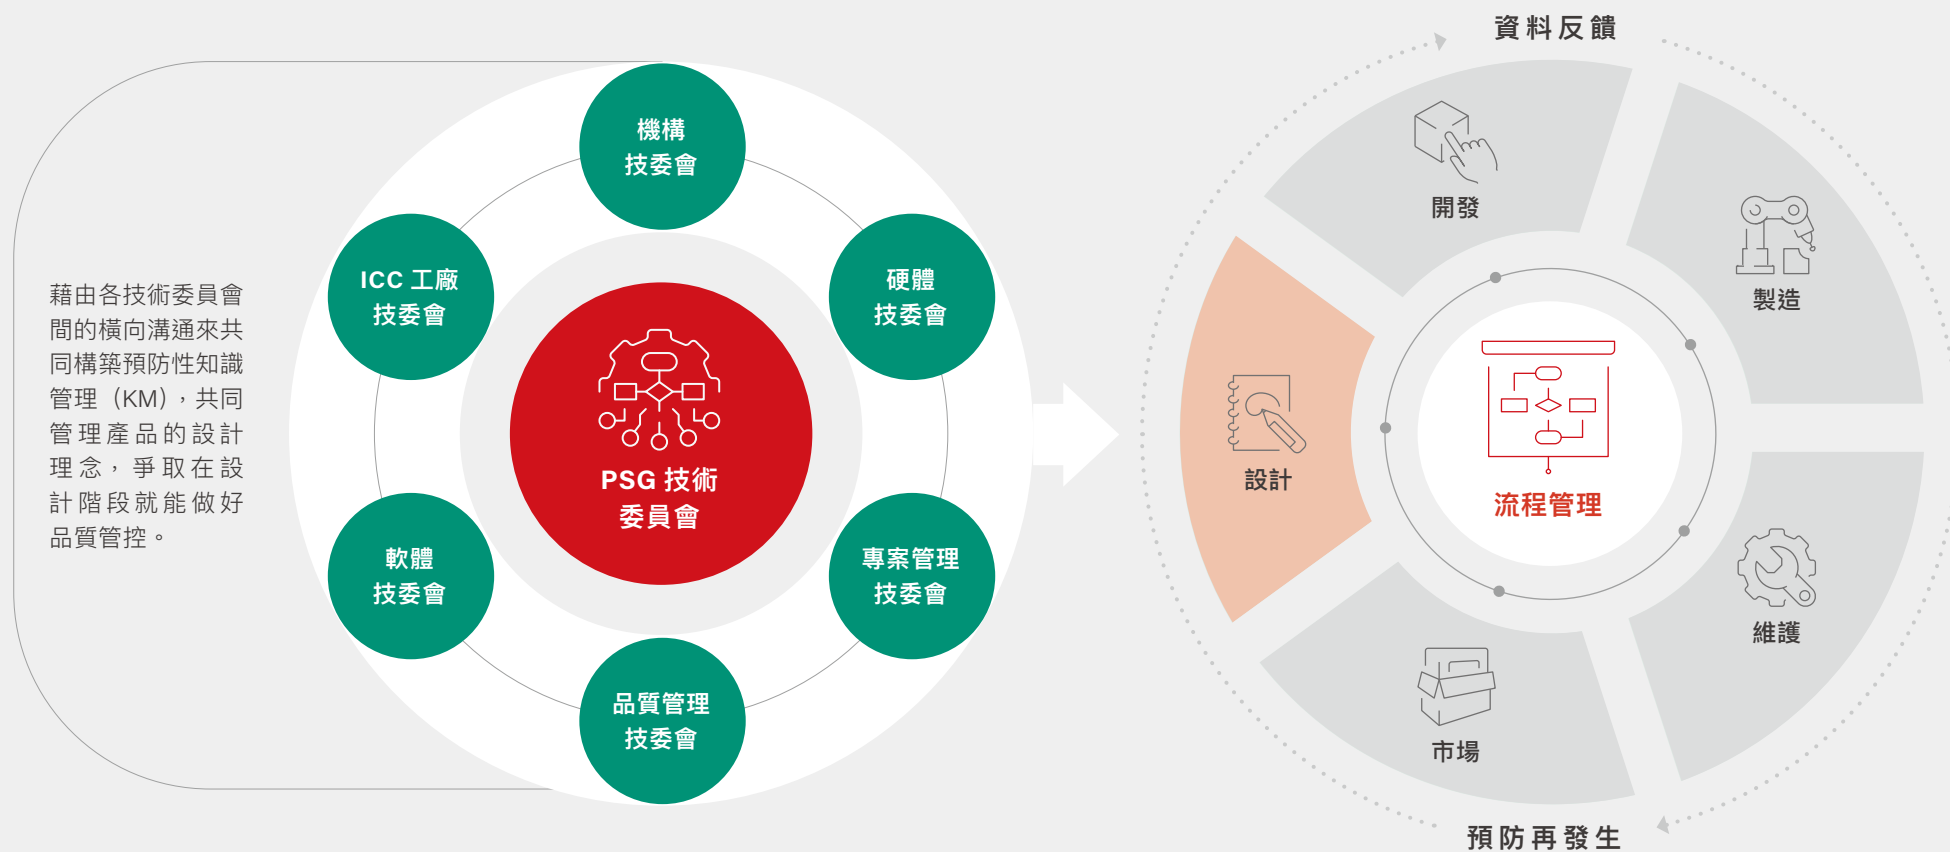 藉由各技術委員會
間的橫向溝通來共
同構築預防性知識
管理（KM），共同
管理產品的設計
理念，爭取在設
計階段就能做好
品質管控。
機構
技委會
ICC 工廠
技委會
硬體
技委會
PSG 技術
委員會
軟體
技委會
專案管理
技委會
品質管理
技委會
資料反饋
開發
製造
設計
流程管理
維護
市場
預防再發生